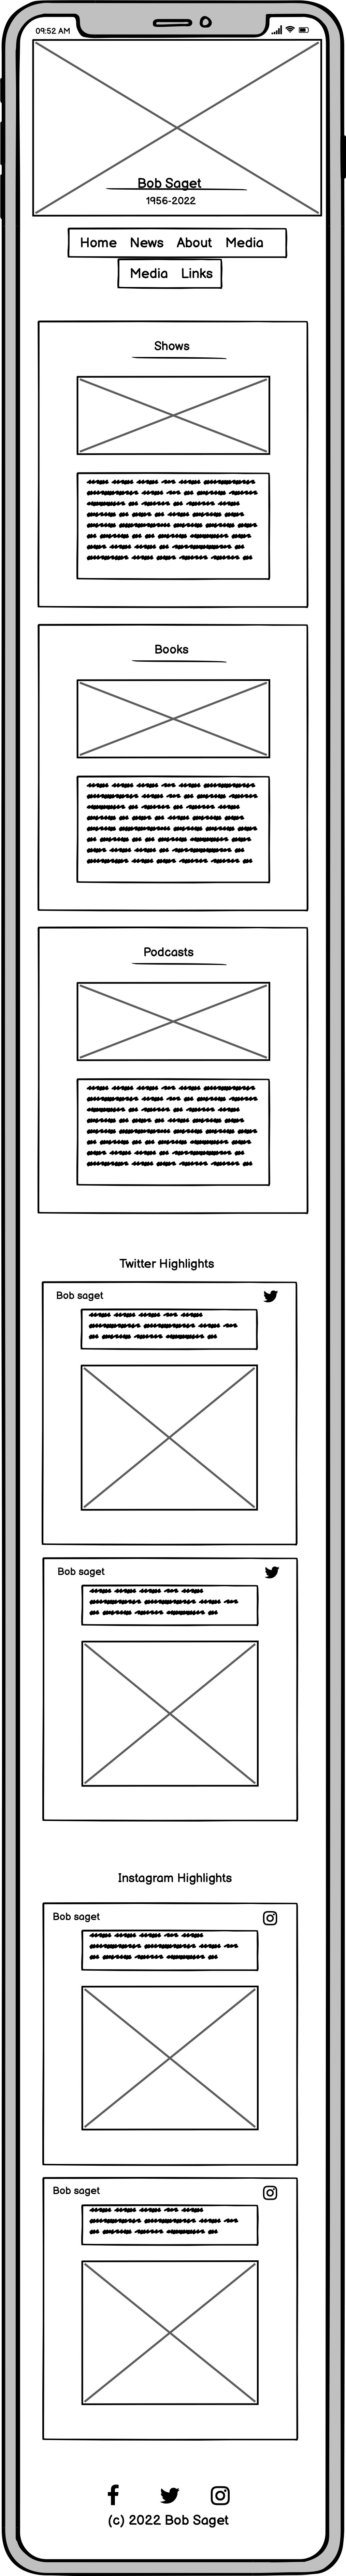 09:52 AM
Bob Saget
1956-2022
Home News About Media
Media Links
Shows
Books
Podcasts
Twitter Highlights
Bob saget
Bob saget
Instagram Highlights
Bob saget
Bob saget
(c) 2022 Bob Saget